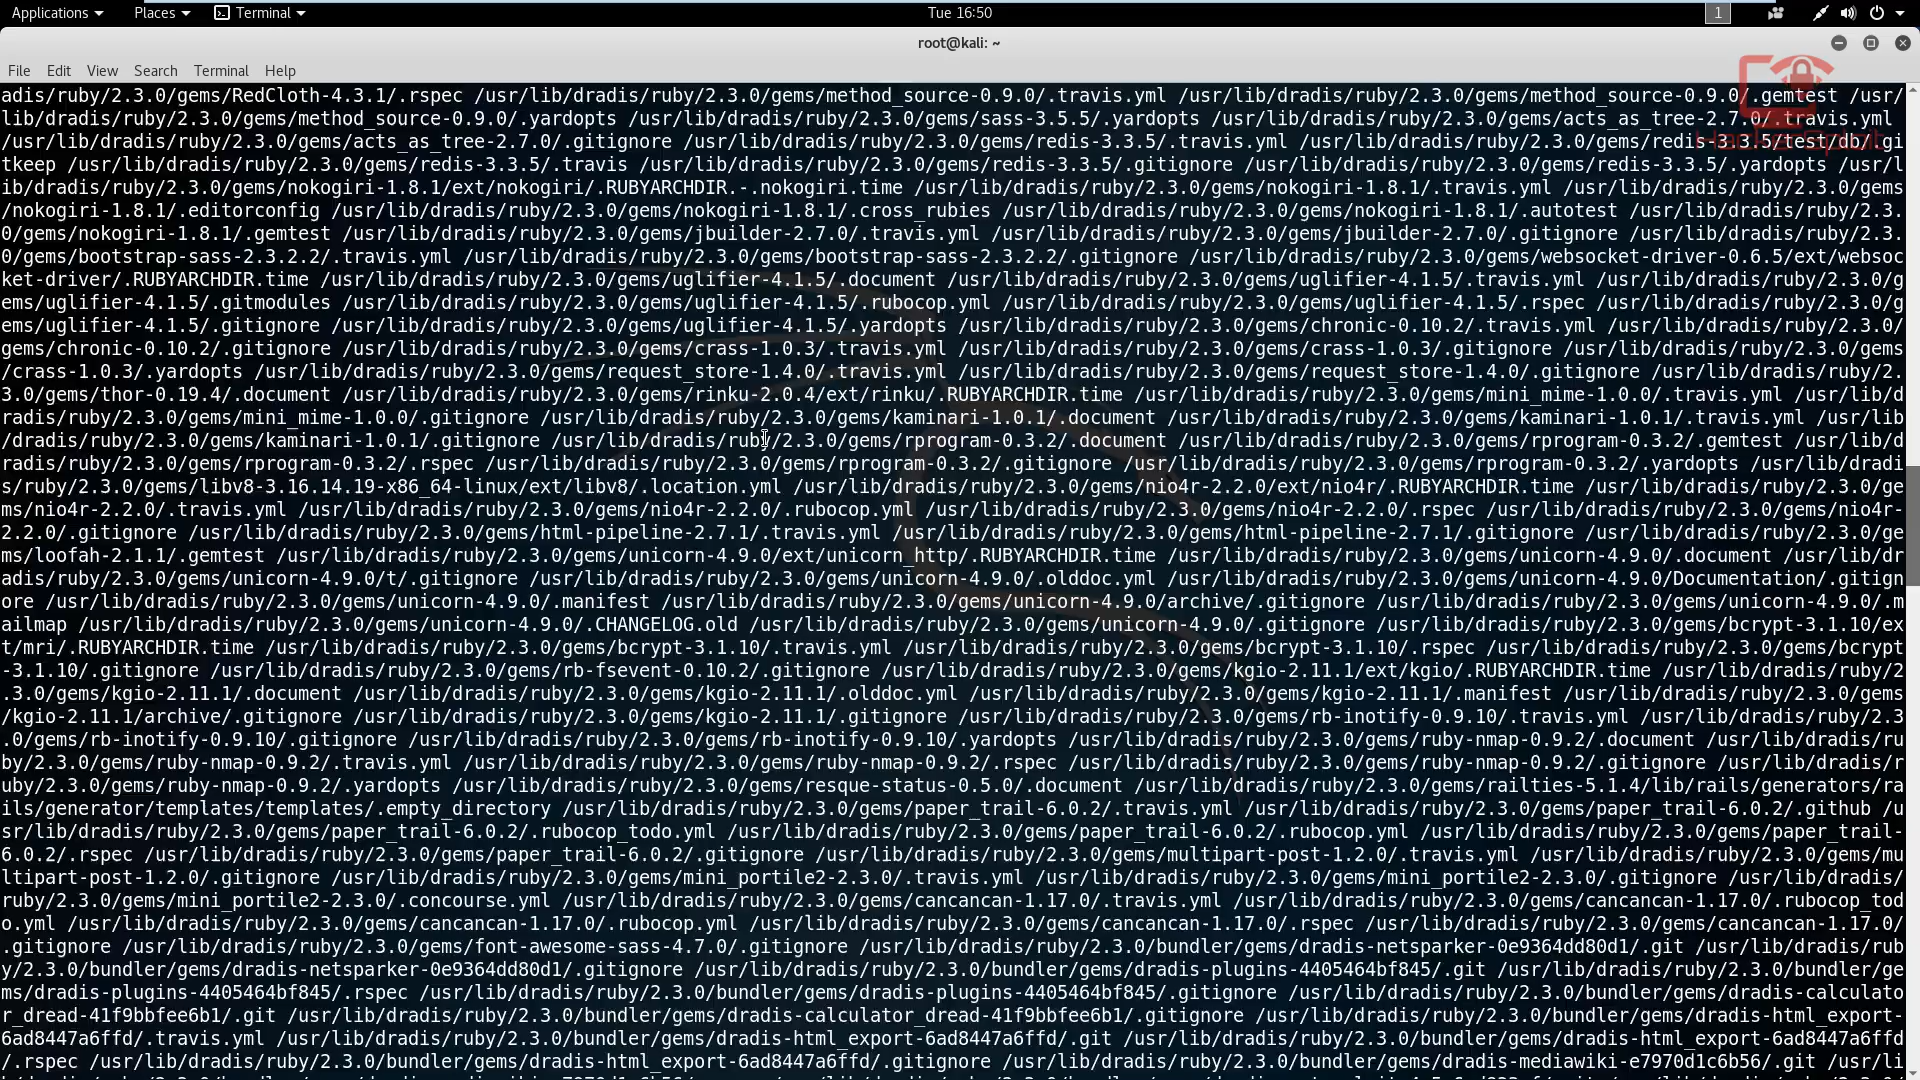 Applications
Places
Terminal
Tue 16:50
1
root@kali: ~
File Edit View Search Terminal Help
adis/ruby/2.3.0/gems/RedCloth-4.3.1/.rspec /usr/lib/dradis/ruby/2.3.0/gems/method_source-0.9.0/.travis.yml /usr/lib/dradis/ruby/2.3.0/gems/method_source-0.9.0/.gemtest /usr/
lib/dradis/ruby/2.3.0/gems/method_source-0.9.0/.yardopts /usr/lib/dradis/ruby/2.3.0/gems/sass-3.5.5/.yardopts /usr/lib/dradis/ruby/2.3.0/gems/acts_as_tree-2.7.0/.travis.yml
/usr/lib/dradis/ruby/2.3.0/gems/acts_as_tree-2.7.0/.gitignore /usr/lib/dradis/ruby/2.3.0/gems/redis-3.3.5/.travis.yml /usr/lib/dradis/ruby/2.3.0/gems/redis-3.3.5/test/db/.gi
tkeep /usr/lib/dradis/ruby/2.3.0/gems/redis-3.3.5/.travis /usr/lib/dradis/ruby/2.3.0/gems/redis-3.3.5/.gitignore /usr/lib/dradis/ruby/2.3.0/gems/redis-3.3.5/.yardopts /usr/l
ib/dradis/ruby/2.3.0/gems/nokogiri-1.8.1/ext/nokogiri/.RUBYARCHDIR.-.nokogiri.time /usr/lib/dradis/ruby/2.3.0/gems/nokogiri-1.8.1/.travis.yml /usr/lib/dradis/ruby/2.3.0/gems
/nokogiri-1.8.1/.editorconfig /usr/lib/dradis/ruby/2.3.0/gems/nokogiri-1.8.1/.cross_rubies /usr/lib/dradis/ruby/2.3.0/gems/nokogiri-1.8.1/.autotest /usr/lib/dradis/ruby/2.3.
0/gems/nokogiri-1.8.1/.gemtest /usr/lib/dradis/ruby/2.3.0/gems/jbuilder-2.7.0/.travis.yml /usr/lib/dradis/ruby/2.3.0/gems/jbuilder-2.7.0/.gitignore /usr/lib/dradis/ruby/2.3.
0/gems/bootstrap-sass-2.3.2.2/.travis.yml /usr/lib/dradis/ruby/2.3.0/gems/bootstrap-sass-2.3.2.2/.gitignore /usr/lib/dradis/ruby/2.3.0/gems/websocket-driver-0.6.5/ext/websoc
ket-driver/.RUBYARCHDIR.time /usr/lib/dradis/ruby/2.3.0/gems/uglifier-4.1.5/.document /usr/lib/dradis/ruby/2.3.0/gems/uglifier-4.1.5/.travis.yml /usr/lib/dradis/ruby/2.3.0/g
ems/uglifier-4.1.5/.gitmodules /usr/lib/dradis/ruby/2.3.0/gems/uglifier-4.1.5/.rubocop.yml /usr/lib/dradis/ruby/2.3.0/gems/uglifier-4.1.5/.rspec /usr/lib/dradis/ruby/2.3.0/g
ems/uglifier-4.1.5/.gitignore /usr/lib/dradis/ruby/2.3.0/gems/uglifier-4.1.5/.yardopts /usr/lib/dradis/ruby/2.3.0/gems/chronic-0.10.2/.travis.yml /usr/lib/dradis/ruby/2.3.0/
gems/chronic-0.10.2/.gitignore /usr/lib/dradis/ruby/2.3.0/gems/crass-1.0.3/.travis.yml /usr/lib/dradis/ruby/2.3.0/gems/crass-1.0.3/.gitignore /usr/lib/dradis/ruby/2.3.0/gems
/crass-1.0.3/.yardopts /usr/lib/dradis/ruby/2.3.0/gems/request_store-1.4.0/.travis.yml /usr/lib/dradis/ruby/2.3.0/gems/request_store-1.4.0/.gitignore /usr/lib/dradis/ruby/2.
3.0/gems/thor-0.19.4/.document /usr/lib/dradis/ruby/2.3.0/gems/rinku-2.0.4/ext/rinku/.RUBYARCHDIR.time /usr/lib/dradis/ruby/2.3.0/gems/mini_mime-1.0.0/.travis.yml /usr/lib/d
radis/ruby/2.3.0/gems/mini_mime-1.0.0/.gitignore /usr/lib/dradis/ruby/2.3.0/gems/kaminari-1.0.1/.document /usr/lib/dradis/ruby/2.3.0/gems/kaminari-1.0.1/.travis.yml /usr/lib
/dradis/ruby/2.3.0/gems/kaminari-1.0.1/.gitignore /usr/lib/dradis/ruby/2.3.0/gems/rprogram-0.3.2/.document /usr/lib/dradis/ruby/2.3.0/gems/rprogram-0.3.2/.gemtest /usr/lib/d
radis/ruby/2.3.0/gems/rprogram-0.3.2/.rspec /usr/lib/dradis/ruby/2.3.0/gems/rprogram-0.3.2/.gitignore /usr/lib/dradis/ruby/2.3.0/gems/rprogram-0.3.2/.yardopts /usr/lib/dradi
s/ruby/2.3.0/gems/libv8-3.16.14.19-x86_64-linux/ext/libv8/.location.yml /usr/lib/dradis/ruby/2.3.0/gems/nio4r-2.2.0/ext/nio4r/.RUBYARCHDIR.time /usr/lib/dradis/ruby/2.3.0/ge
ms/nio4r-2.2.0/.travis.yml /usr/lib/dradis/ruby/2.3.0/gems/nio4r-2.2.0/.rubocop.yml /usr/lib/dradis/ruby/2.3.0/gems/nio4r-2.2.0/.rspec /usr/lib/dradis/ruby/2.3.0/gems/nio4r-
2.2.0/.gitignore /usr/lib/dradis/ruby/2.3.0/gems/html-pipeline-2.7.1/.travis.yml /usr/lib/dradis/ruby/2.3.0/gems/html-pipeline-2.7.1/.gitignore /usr/lib/dradis/ruby/2.3.0/ge
ms/loofah-2.1.1/.gemtest /usr/lib/dradis/ruby/2.3.0/gems/unicorn-4.9.0/ext/unicorn_http/.RUBYARCHDIR.time /usr/lib/dradis/ruby/2.3.0/gems/unicorn-4.9.0/.document /usr/lib/dr
adis/ruby/2.3.0/gems/unicorn-4.9.0/t/.gitignore /usr/lib/dradis/ruby/2.3.0/gems/unicorn-4.9.0/.olddoc.yml /usr/lib/dradis/ruby/2.3.0/gems/unicorn-4.9.0/Documentation/.gitign
ore /usr/lib/dradis/ruby/2.3.0/gems/unicorn-4.9.0/.manifest /usr/lib/dradis/ruby/2.3.0/gems/unicorn-4.9.0/archive/.gitignore /usr/lib/dradis/ruby/2.3.0/gems/unicorn-4.9.0/.m
ailmap /usr/lib/dradis/ruby/2.3.0/gems/unicorn-4.9.0/.CHANGELOG.old /usr/lib/dradis/ruby/2.3.0/gems/unicorn-4.9.0/.gitignore /usr/lib/dradis/ruby/2.3.0/gems/bcrypt-3.1.10/ex
t/mri/.RUBYARCHDIR.time /usr/lib/dradis/ruby/2.3.0/gems/bcrypt-3.1.10/.travis.yml /usr/lib/dradis/ruby/2.3.0/gems/bcrypt-3.1.10/.rspec /usr/lib/dradis/ruby/2.3.0/gems/bcrypt
-3.1.10/.gitignore /usr/lib/dradis/ruby/2.3.0/gems/rb-fsevent-0.10.2/.gitignore /usr/lib/dradis/ruby/2.3.0/gems/kgio-2.11.1/ext/kgio/.RUBYARCHDIR.time /usr/lib/dradis/ruby/2
.3.0/gems/kgio-2.11.1/.document /usr/lib/dradis/ruby/2.3.0/gems/kgio-2.11.1/.olddoc.yml /usr/lib/dradis/ruby/2.3.0/gems/kgio-2.11.1/.manifest /usr/lib/dradis/ruby/2.3.0/gems
/kgio-2.11.1/archive/.gitignore /usr/lib/dradis/ruby/2.3.0/gems/kgio-2.11.1/.gitignore /usr/lib/dradis/ruby/2.3.0/gems/rb-inotify-0.9.10/.travis.yml /usr/lib/dradis/ruby/2.3
.0/gems/rb-inotify-0.9.10/.gitignore /usr/lib/dradis/ruby/2.3.0/gems/rb-inotify-0.9.10/.yardopts /usr/lib/dradis/ruby/2.3.0/gems/ruby-nmap-0.9.2/.document /usr/lib/dradis/ru
by/2.3.0/gems/ruby-nmap-0.9.2/.travis.yml /usr/lib/dradis/ruby/2.3.0/gems/ruby-nmap-0.9.2/.rspec /usr/lib/dradis/ruby/2.3.0/gems/ruby-nmap-0.9.2/.gitignore /usr/lib/dradis/r
uby/2.3.0/gems/ruby-nmap-0.9.2/.yardopts /usr/lib/dradis/ruby/2.3.0/gems/resque-status-0.5.0/.document /usr/lib/dradis/ruby/2.3.0/gems/railties-5.1.4/lib/rails/generators/ra
ils/generator/templates/templates/.empty_directory /usr/lib/dradis/ruby/2.3.0/gems/paper_trail-6.0.2/.travis.yml /usr/lib/dradis/ruby/2.3.0/gems/paper_trail-6.0.2/.github /u
sr/lib/dradis/ruby/2.3.0/gems/paper_trail-6.0.2/.rubocop_todo.yml /usr/lib/dradis/ruby/2.3.0/gems/paper_trail-6.0.2/.rubocop.yml /usr/lib/dradis/ruby/2.3.0/gems/paper_trail-
6.0.2/.rspec /usr/lib/dradis/ruby/2.3.0/gems/paper_trail-6.0.2/.gitignore /usr/lib/dradis/ruby/2.3.0/gems/multipart-post-1.2.0/.travis.yml /usr/lib/dradis/ruby/2.3.0/gems/mu
ltipart-post-1.2.0/.gitignore /usr/lib/dradis/ruby/2.3.0/gems/mini_portile2-2.3.0/.travis.yml /usr/lib/dradis/ruby/2.3.0/gems/mini_portile2-2.3.0/.gitignore /usr/lib/dradis/
ruby/2.3.0/gems/mini_portile2-2.3.0/.concourse.yml /usr/lib/dradis/ruby/2.3.0/gems/cancancan-1.17.0/.travis.yml /usr/lib/dradis/ruby/2.3.0/gems/cancancan-1.17.0/.rubocop_tod
o.yml /usr/lib/dradis/ruby/2.3.0/gems/cancancan-1.17.0/.rubocop.yml /usr/lib/dradis/ruby/2.3.0/gems/cancancan-1.17.0/.rspec /usr/lib/dradis/ruby/2.3.0/gems/cancancan-1.17.0/
.gitignore /usr/lib/dradis/ruby/2.3.0/gems/font-awesome-sass-4.7.0/.gitignore /usr/lib/dradis/ruby/2.3.0/bundler/gems/dradis-netsparker-0e9364dd80d1/.git /usr/lib/dradis/rub
y/2.3.0/bundler/gems/dradis-netsparker-0e9364dd80d1/.gitignore /usr/lib/dradis/ruby/2.3.0/bundler/gems/dradis-plugins-4405464bf845/.git /usr/lib/dradis/ruby/2.3.0/bundler/ge
ms/dradis-plugins-4405464bf845/.rspec /usr/lib/dradis/ruby/2.3.0/bundler/gems/dradis-plugins-4405464bf845/.gitignore /usr/lib/dradis/ruby/2.3.0/bundler/gems/dradis-calculato
r_dread-41f9bbfee6b1/.git /usr/lib/dradis/ruby/2.3.0/bundler/gems/dradis-calculator_dread-41f9bbfee6b1/.gitignore /usr/lib/dradis/ruby/2.3.0/bundler/gems/dradis-html_export-
6ad8447a6ffd/.travis.yml /usr/lib/dradis/ruby/2.3.0/bundler/gems/dradis-html_export-6ad8447a6ffd/.git /usr/lib/dradis/ruby/2.3.0/bundler/gems/dradis-html_export-6ad8447a6ffd
/.rspec /usr/lib/dradis/ruby/2.3.0/bundler/gems/dradis-html_export-6ad8447a6ffd/.gitignore /usr/lib/dradis/ruby/2.3.0/bundler/gems/dradis-mediawiki-e7970d1c6b56/.git /usr/li